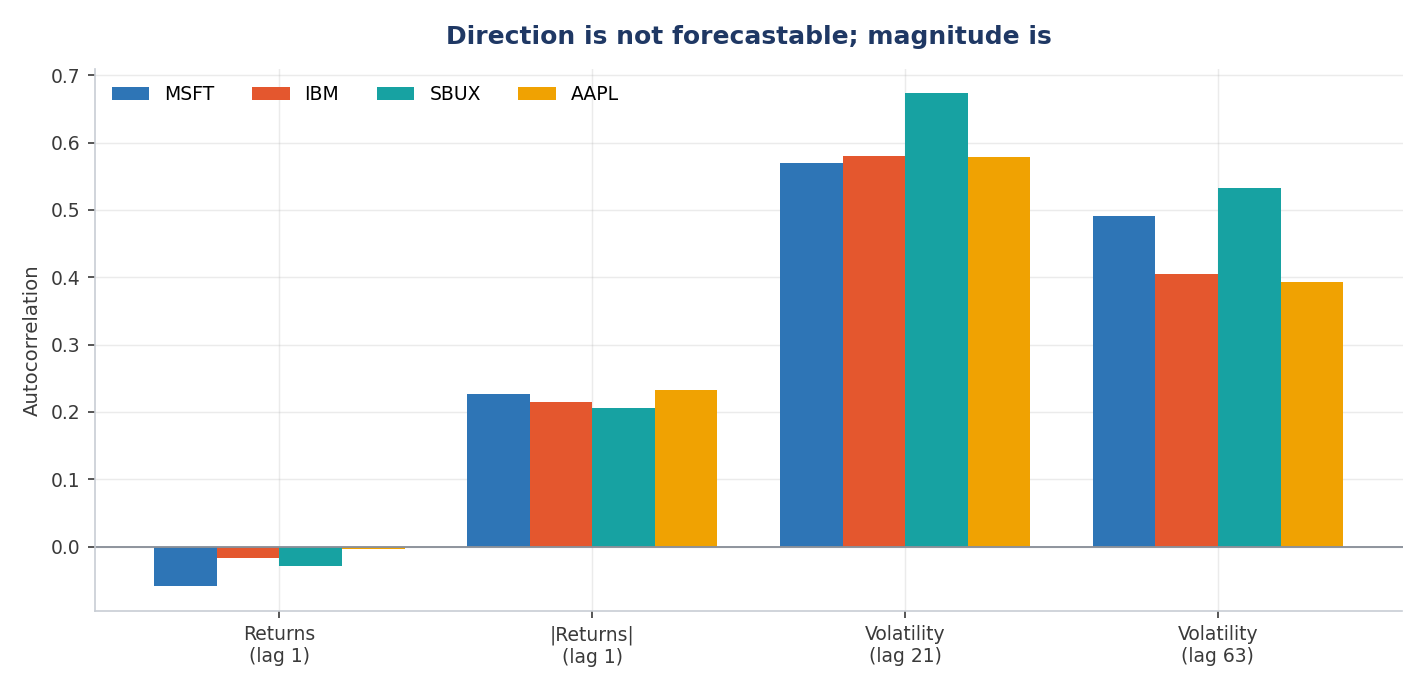 Direction is not forecastable; magnitude is
MSFT IBM SBUX AAPL
0.7
0.6
0.5
0.4
0.3
0.2
0.1
0.0
Autocorrelation
Returns
(lag 1)
|Returns|
(lag 1)
Volatility
(lag 21)
Volatility
(lag 63)